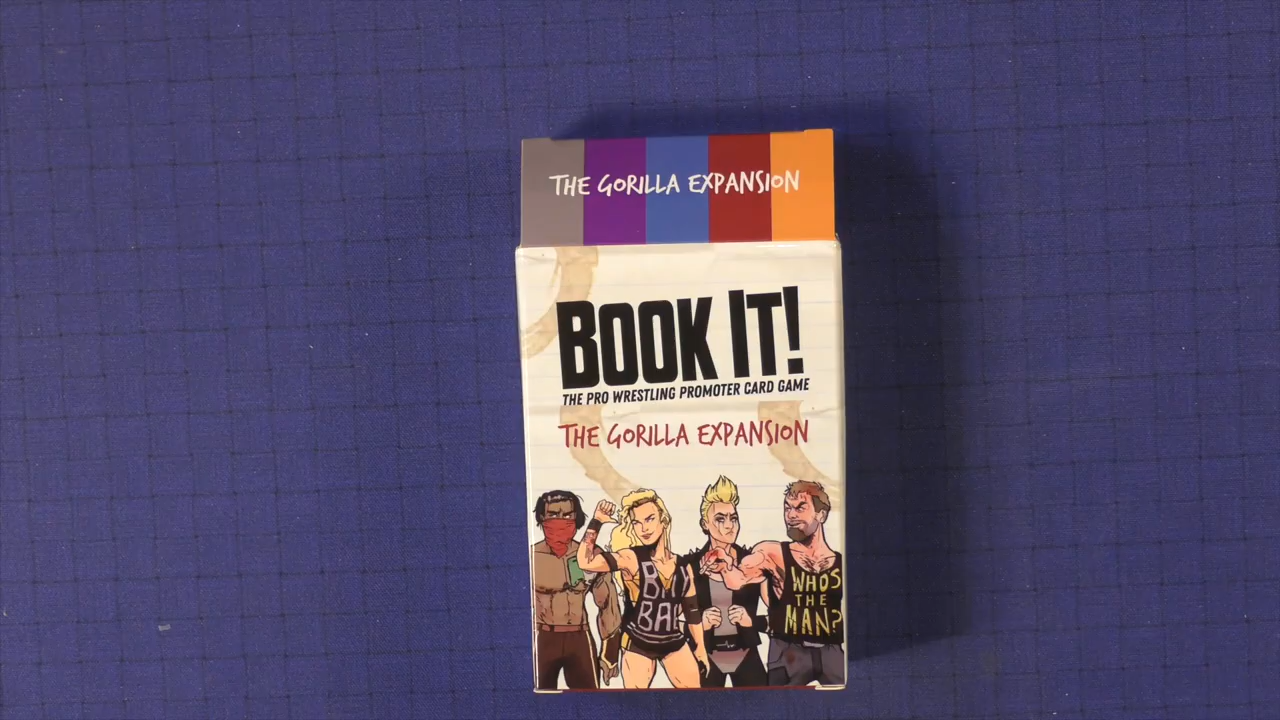 THE GORILLA EXPANSION
BOOK IT!
THE PRO WRESTLING PROMOTER CARD GAME
THE GORILLA EXPANSION
WHOS
THE
MAN?